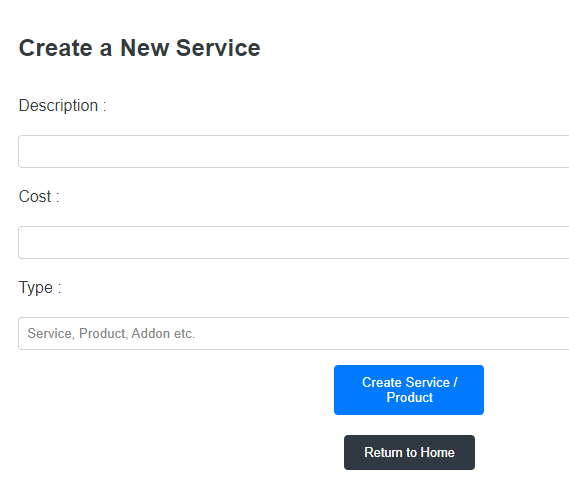 Create a New Service
Description :
Cost :
Type :
Service, Product, Addon etc.
Create Service /
Product
Return to Home